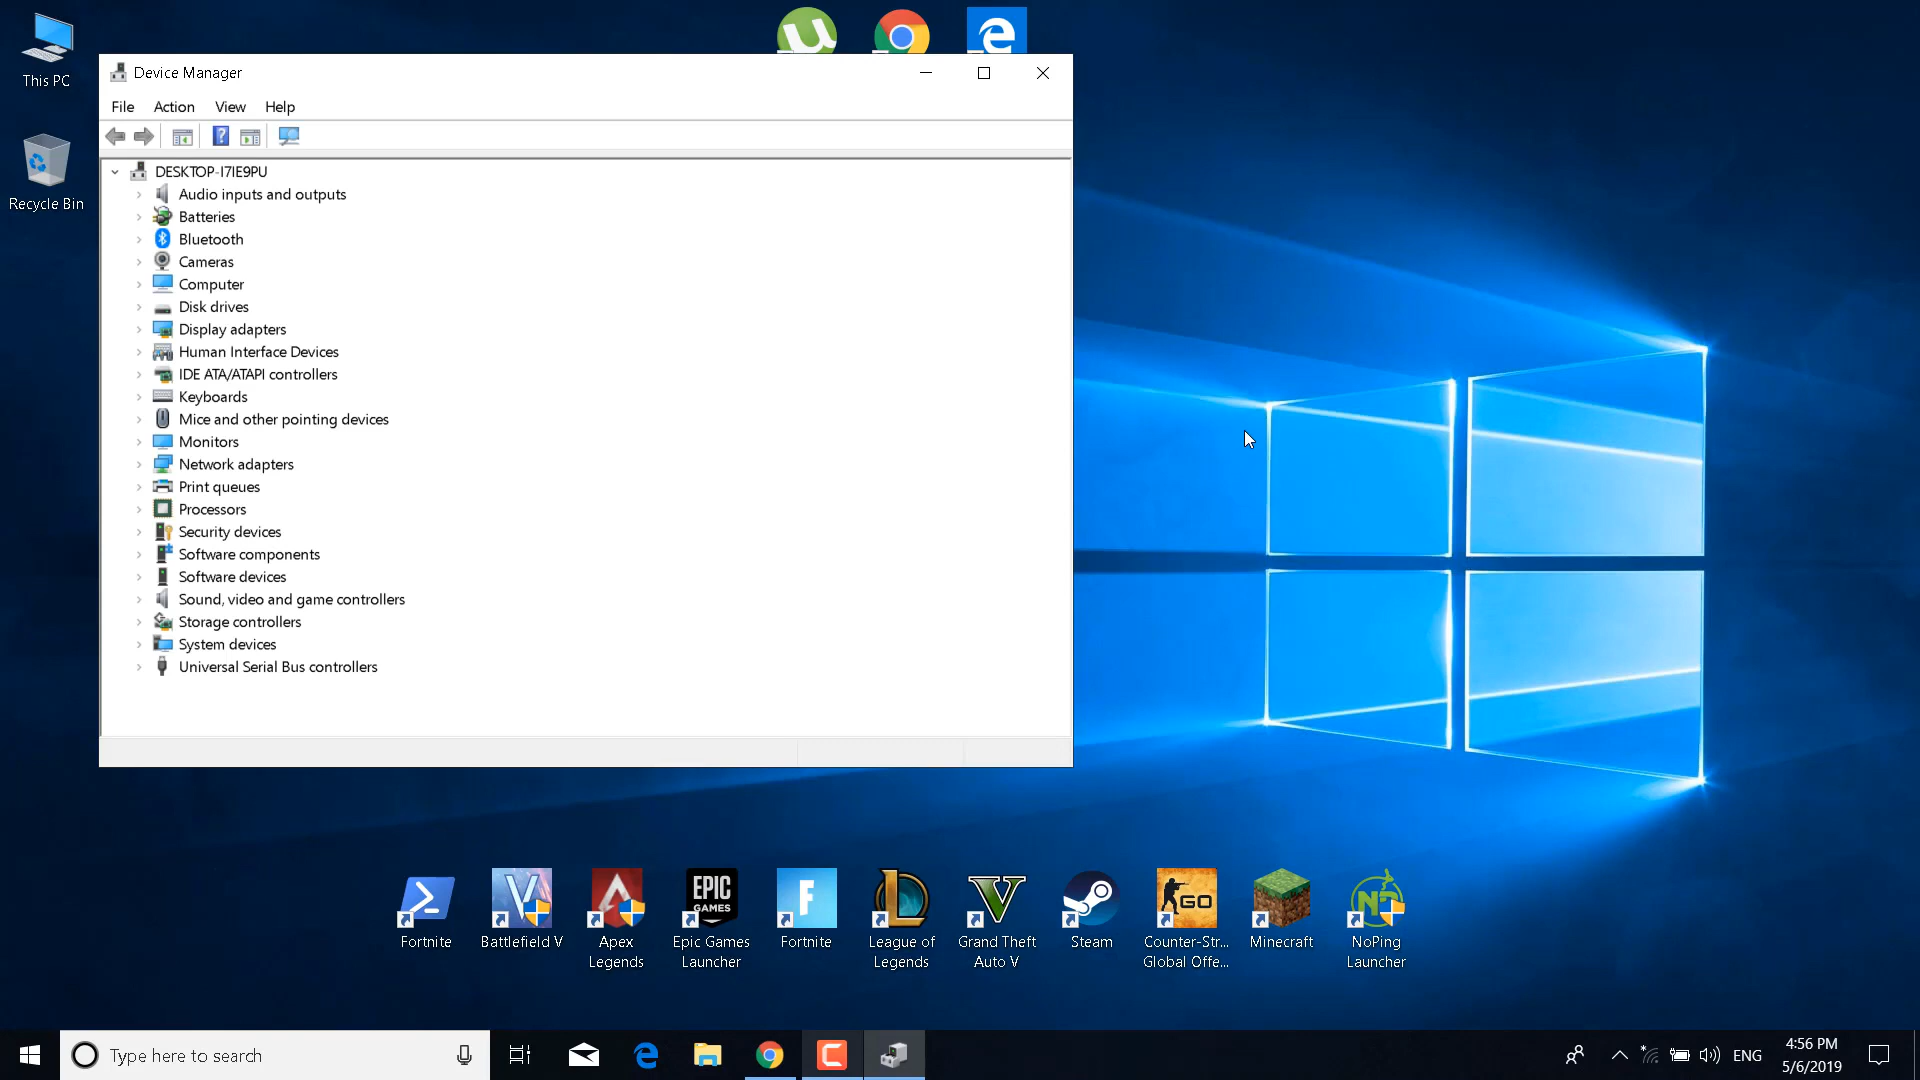 This PC
Recycle Bin
Device Manager
File Action View Help
?
DESKTOP-I7IE9PU
Audio inputs and outputs
Batteries
Bluetooth
Cameras
Computer
Disk drives
Display adapters
Human Interface Devices
IDE ATA/ATAPI controllers
Keyboards
Mice and other pointing devices
Monitors
Network adapters
Print queues
Processors
Security devices
Software components
Software devices
Sound, video and game controllers
Storage controllers
System devices
Universal Serial Bus controllers
EPIC
GAMES
F
GO
Fortnite
Battlefield V
Apex
Legends
Epic Games
Launcher
Fortnite
League of
Legends
Grand Theft
Auto V
Steam
Counter-Str...
Global Offe...
Minecraft
NoPing
Launcher
Type here to search
ENG
4:56 PM
5/6/2019